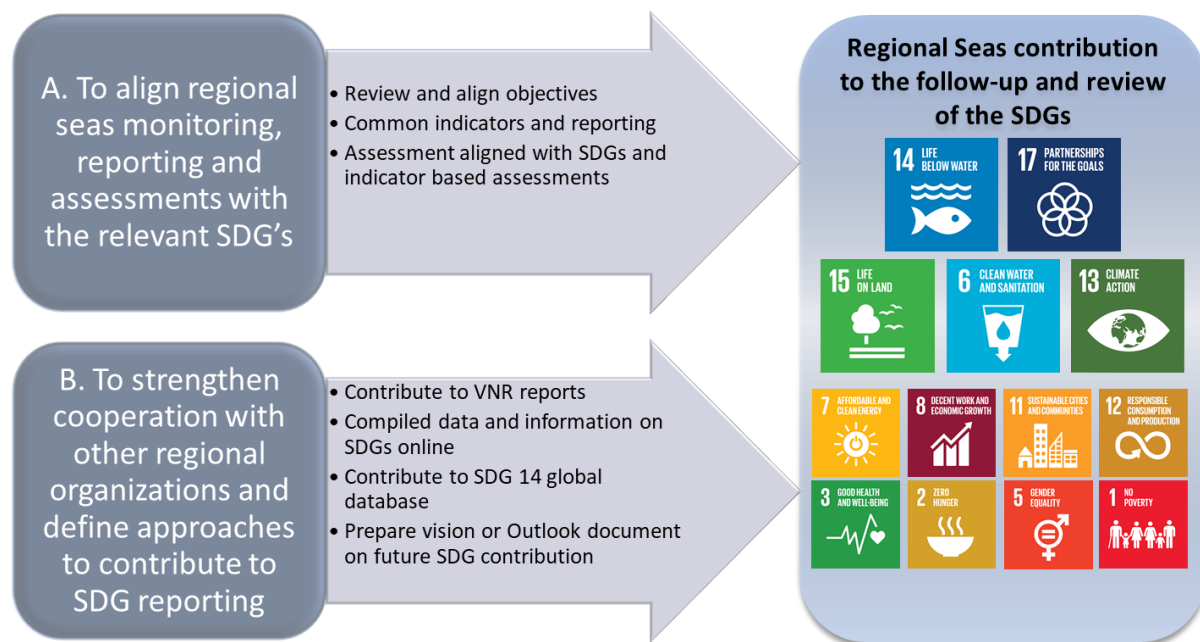 A. To align regional
seas monitoring,
reporting and
assessments with
the relevant SDG's
• Review and align objectives
• Common indicators and reporting
• Assessment aligned with SDGs and
indicator based assessments
B. To strengthen
cooperation with
other regional
organizations and
define approaches
to contribute to
SDG reporting
• Contribute to VNR reports
• Compiled data and information on
SDGs online
• Contribute to SDG 14 global
database
• Prepare vision or Outlook document
on future SDG contribution
Regional Seas contribution
to the follow-up and review
of the SDGs
14 LIFE
BELOW WATER
17 PARTNERSHIPS
FOR THE GOALS
15 LIFE
ON LAND
6 CLEAN WATER
AND SANITATION
13 CLIMATE
ACTION
7 AFFORDABLE AND
CLEAN ENERGY
8 DECENT WORK AND
ECONOMIC GROWTH
11 SUSTAINABLE CITIES
AND COMMUNITIES
12 RESPONSIBLE
CONSUMPTION
AND PRODUCTION
3 GOOD HEALTH
AND WELL-BEING
2 ZERO
HUNGER
5 GENDER
EQUALITY
1 NO
POVERTY